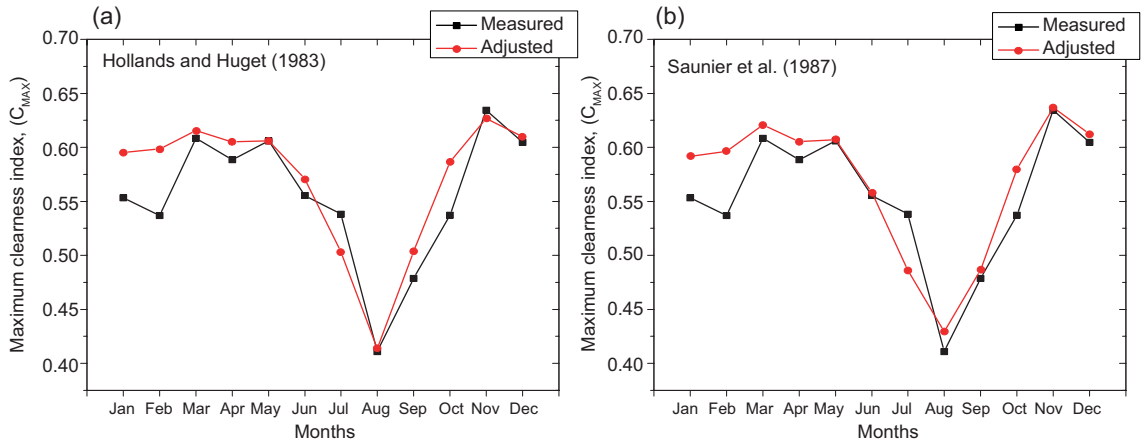 (a)
Measured
Adjusted
Hollands and Huget (1983)
Maximum clearness index, (C_MAX)
0.70
0.65
0.60
0.55
0.50
0.45
0.40
Jan Feb Mar Apr May Jun Jul Aug Sep Oct Nov Dec
Months
(b)
Measured
Adjusted
Saunier et al. (1987)
Maximum clearness index, (C_MAX)
0.70
0.65
0.60
0.55
0.50
0.45
0.40
Jan Feb Mar Apr May Jun Jul Aug Sep Oct Nov Dec
Months